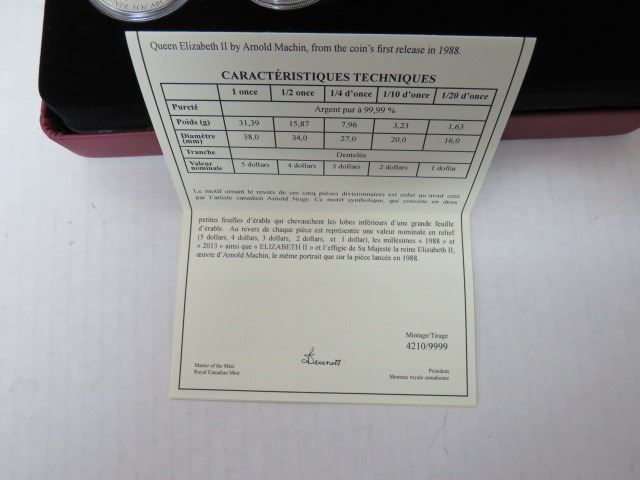 SILVER 1 OZ ARG
Queen Elizabeth II by Arnold Machin, from the coin's first release in 1988.
CARACTÉRISTIQUES TECHNIQUES
1 once 1/2 once 1/4 d'once 1/10 d'once 1/20 d'once
Pureté Argent pur à 99,99 %
Poids (g) 31,39 15,87 7,96 3,23 1,63
Diamètre (mm) 38,0 34,0 27,0 20,0 16,0
Tranche Dentelée
Valeur nominale 5 dollars 4 dollars 3 dollars 2 dollars 1 dollar
Le motif ornant le revers de ces cinq pièces divisionnaires est celui qu'avait créé
par l'artiste canadien Arnold Nogy. Ce motif symbolique, qui consiste en deux
petites feuilles d'érable qui chevauchent les lobes inférieurs d'une grande feuille
d'érable. Au revers de chaque pièce est représentée une valeur nominale en relief
(5 dollars, 4 dollars, 3 dollars, 2 dollars, et 1 dollar), les millésimes « 1988 » et
« 2013 » ainsi que « ELIZABETH II » et l'effigie de Sa Majesté la reine Elizabeth II,
œuvre d'Arnold Machin, le même portrait que sur la pièce lancée en 1988.
Mintage/Tirage
4210/9999
Master of the Mint
Royal Canadian Mint
Président
Monnaie royale canadienne